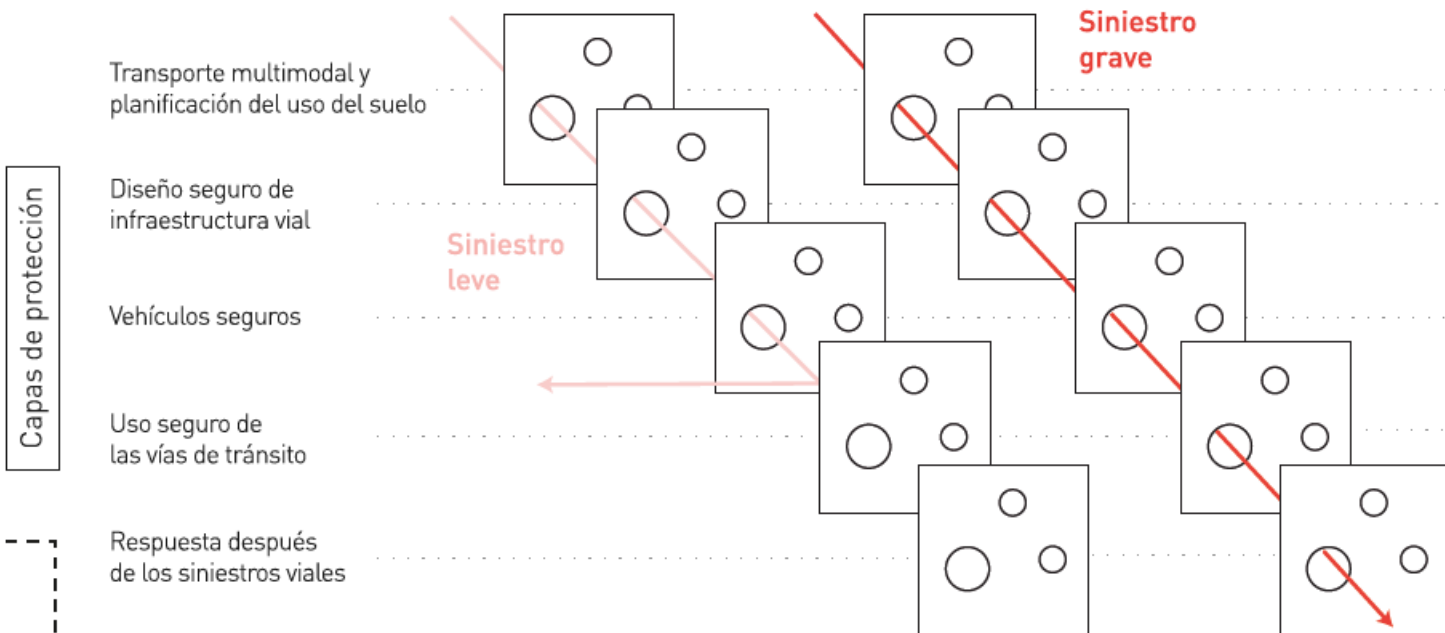 Siniestro
grave
Transporte multimodal y
planificación del uso del suelo
Capas de protección
Diseño seguro de
infraestructura vial
Siniestro
leve
Vehículos seguros
Uso seguro de
las vías de tránsito
Respuesta después
de los siniestros viales